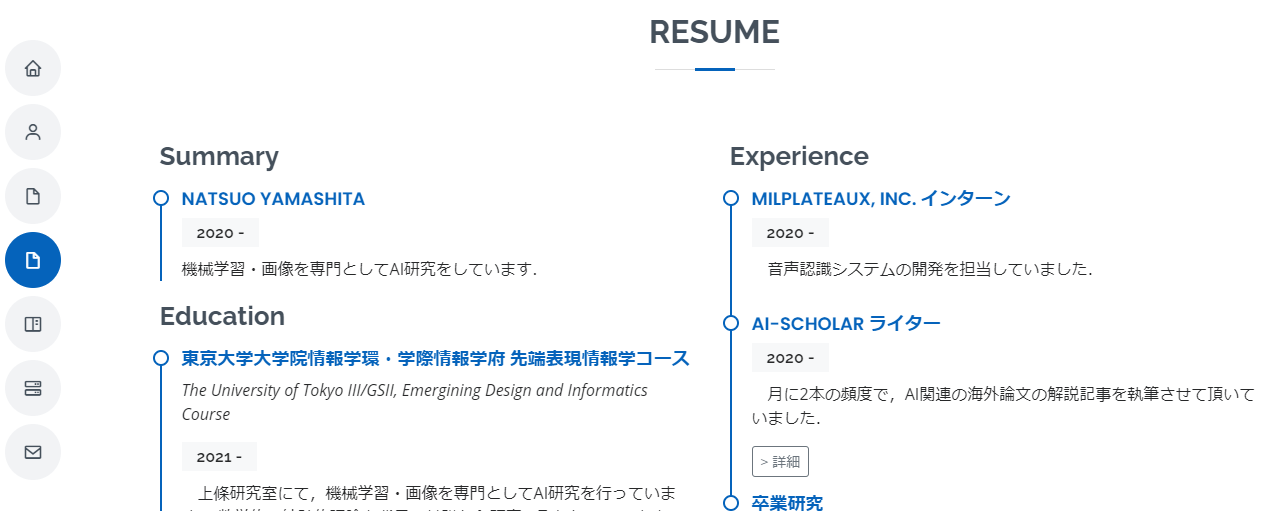 RESUME
Summary
NATSUO YAMASHITA
2020 -
機械学習・画像を専門としてAI研究をしています．
Education
東京大学大学院情報学環・学際情報学府 先端表現情報学コース
The University of Tokyo III/GSII, Emergining Design and Informatics
Course
2021 -
上條研究室にて，機械学習・画像を専門としてAI研究を行っていま
Experience
MILPLATEAUX, INC. インターン
2020 -
音声認識システムの開発を担当していました．
AI-SCHOLAR ライター
2020 -
月に2本の頻度で，AI関連の海外論文の解説記事を執筆させて頂いて
いました．
> 詳細
卒業研究